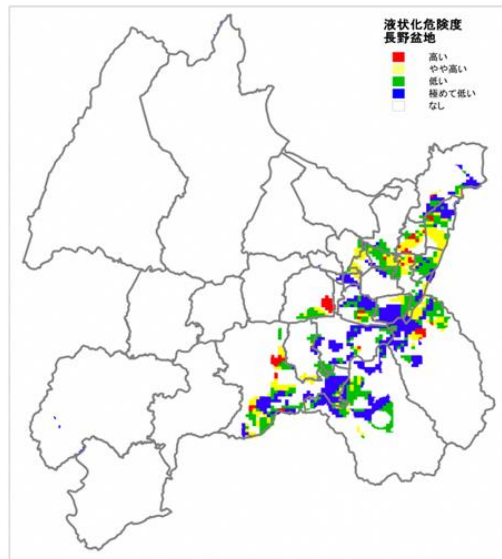 液状化危険度
長野盆地
高い
やや高い
低い
極めて低い
なし